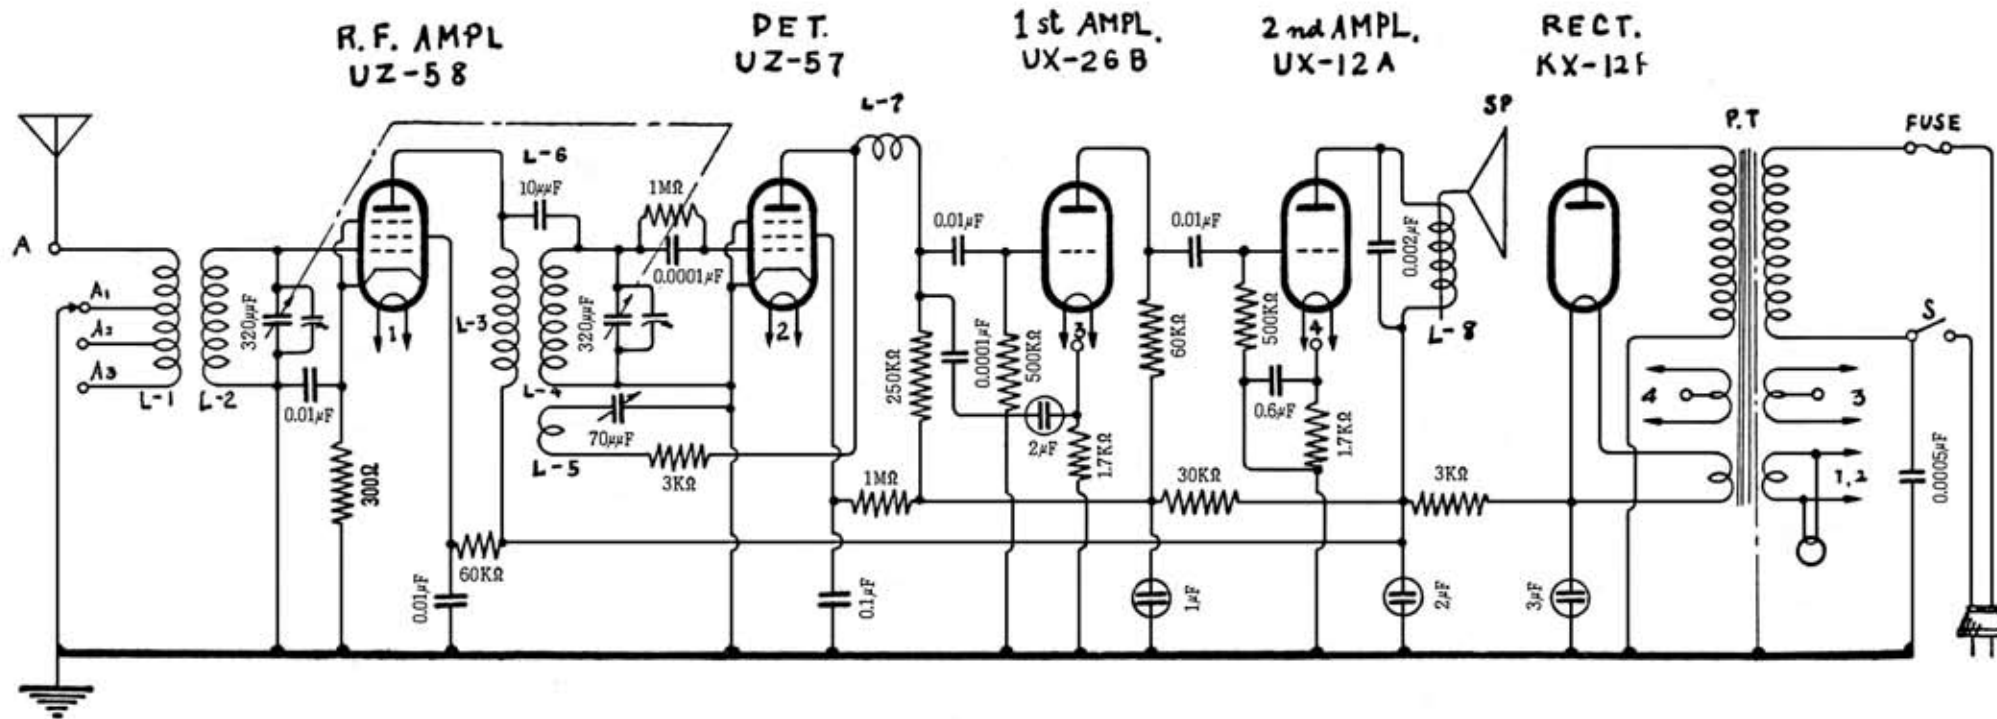 R.F. AMPL
UZ-58
DET.
UZ-57
1st AMPL.
UX-26B
2nd AMPL.
UX-12A
RECT.
KX-12F
L-7
SP
P.T
FUSE
L-6
10μμF
1MΩ
0.0001μF
A
A1
A2
A3
L-1
L-2
320μμF
0.01μF
1
300Ω
L-3
320μμF
L-4
70μμF
L-5
3KΩ
2
0.01μF
60KΩ
0.1μF
1MΩ
250KΩ
0.01μF
0.0001μF
500KΩ
2μF
3
1.7KΩ
60KΩ
0.01μF
500KΩ
0.6μF
4
1.7KΩ
0.002μF
L-8
30KΩ
3KΩ
1μF
2μF
3μF
4
3
1,2
S
0.0005μF